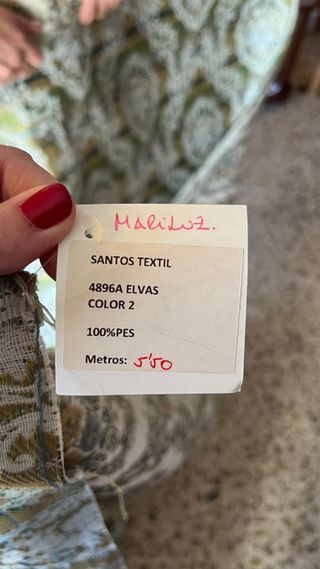 MARiLUZ.
SANTOS TEXTIL
4896A ELVAS
COLOR 2
100%PES
Metros: 5'50